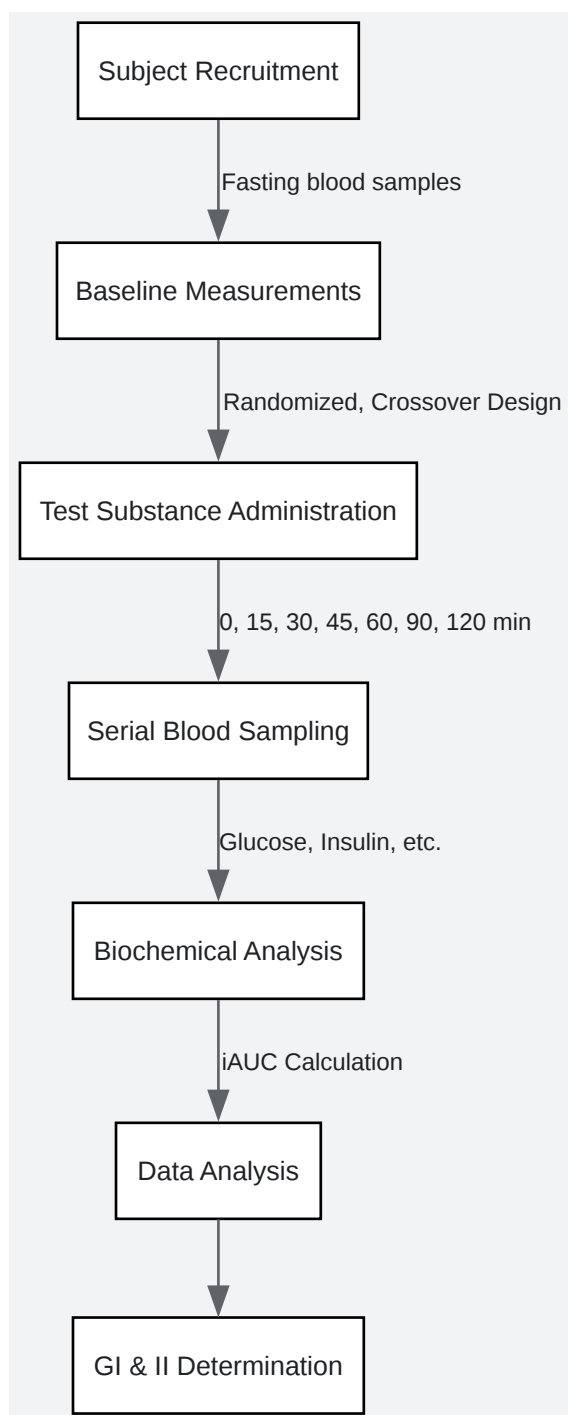 Subject Recruitment
Fasting blood samples
Baseline Measurements
Randomized, Crossover Design
Test Substance Administration
0, 15, 30, 45, 60, 90, 120 min
Serial Blood Sampling
Glucose, Insulin, etc.
Biochemical Analysis
iAUC Calculation
Data Analysis
GI & II Determination